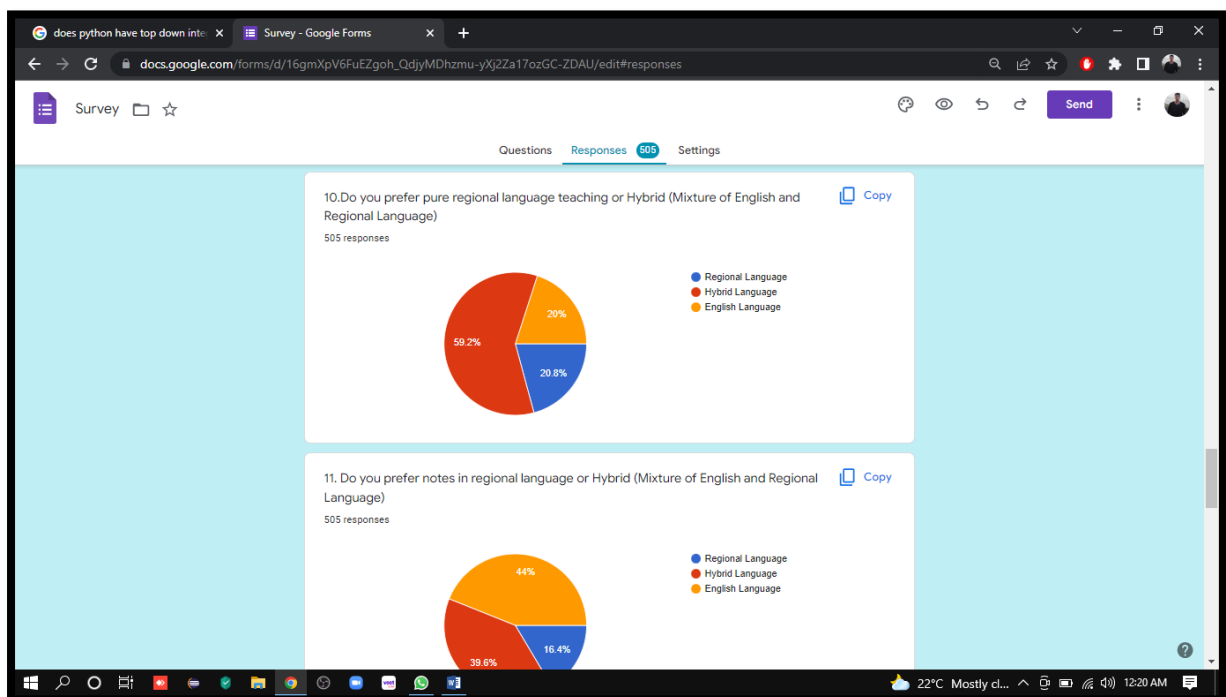 does python have top down inte
Survey - Google Forms
docs.google.com/forms/d/16gmXpV6FuEZgoh_QdjyMDhzmu-yXj2Za17ozGC-ZDAU/edit#responses
Survey
Send
Questions Responses 505 Settings
10.Do you prefer pure regional language teaching or Hybrid (Mixture of English and
Regional Language)
Copy
505 responses
Regional Language
Hybrid Language
English Language
20%
59.2%
20.8%
11. Do you prefer notes in regional language or Hybrid (Mixture of English and Regional
Language)
Copy
505 responses
Regional Language
Hybrid Language
English Language
44%
16.4%
39.6%
22°C Mostly cl... 12:20 AM